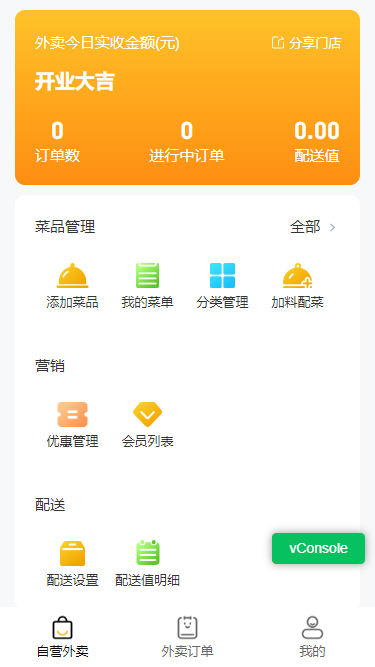 外卖今日实收金额(元) 分享门店
开业大吉
0 0 0.00
订单数 进行中订单 配送值
菜品管理 全部
添加菜品 我的菜单 分类管理 加料配菜
营销
优惠管理 会员列表
配送
vConsole
配送设置 配送值明细
自营外卖 外卖订单 我的